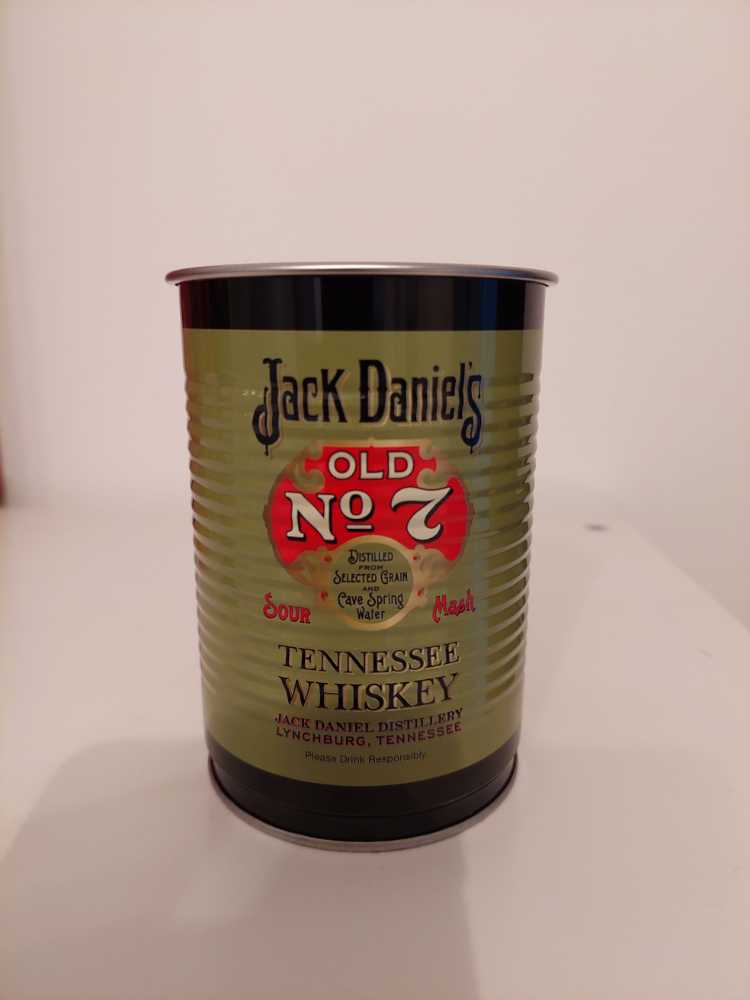 Jack Daniel's
OLD
Nº 7
DISTILLED
FROM
SELECTED GRAIN
AND
Cave Spring
Water
SOUR Mash
TENNESSEE
WHISKEY
JACK DANIEL DISTILLERY
LYNCHBURG, TENNESSEE
Please Drink Responsibly.